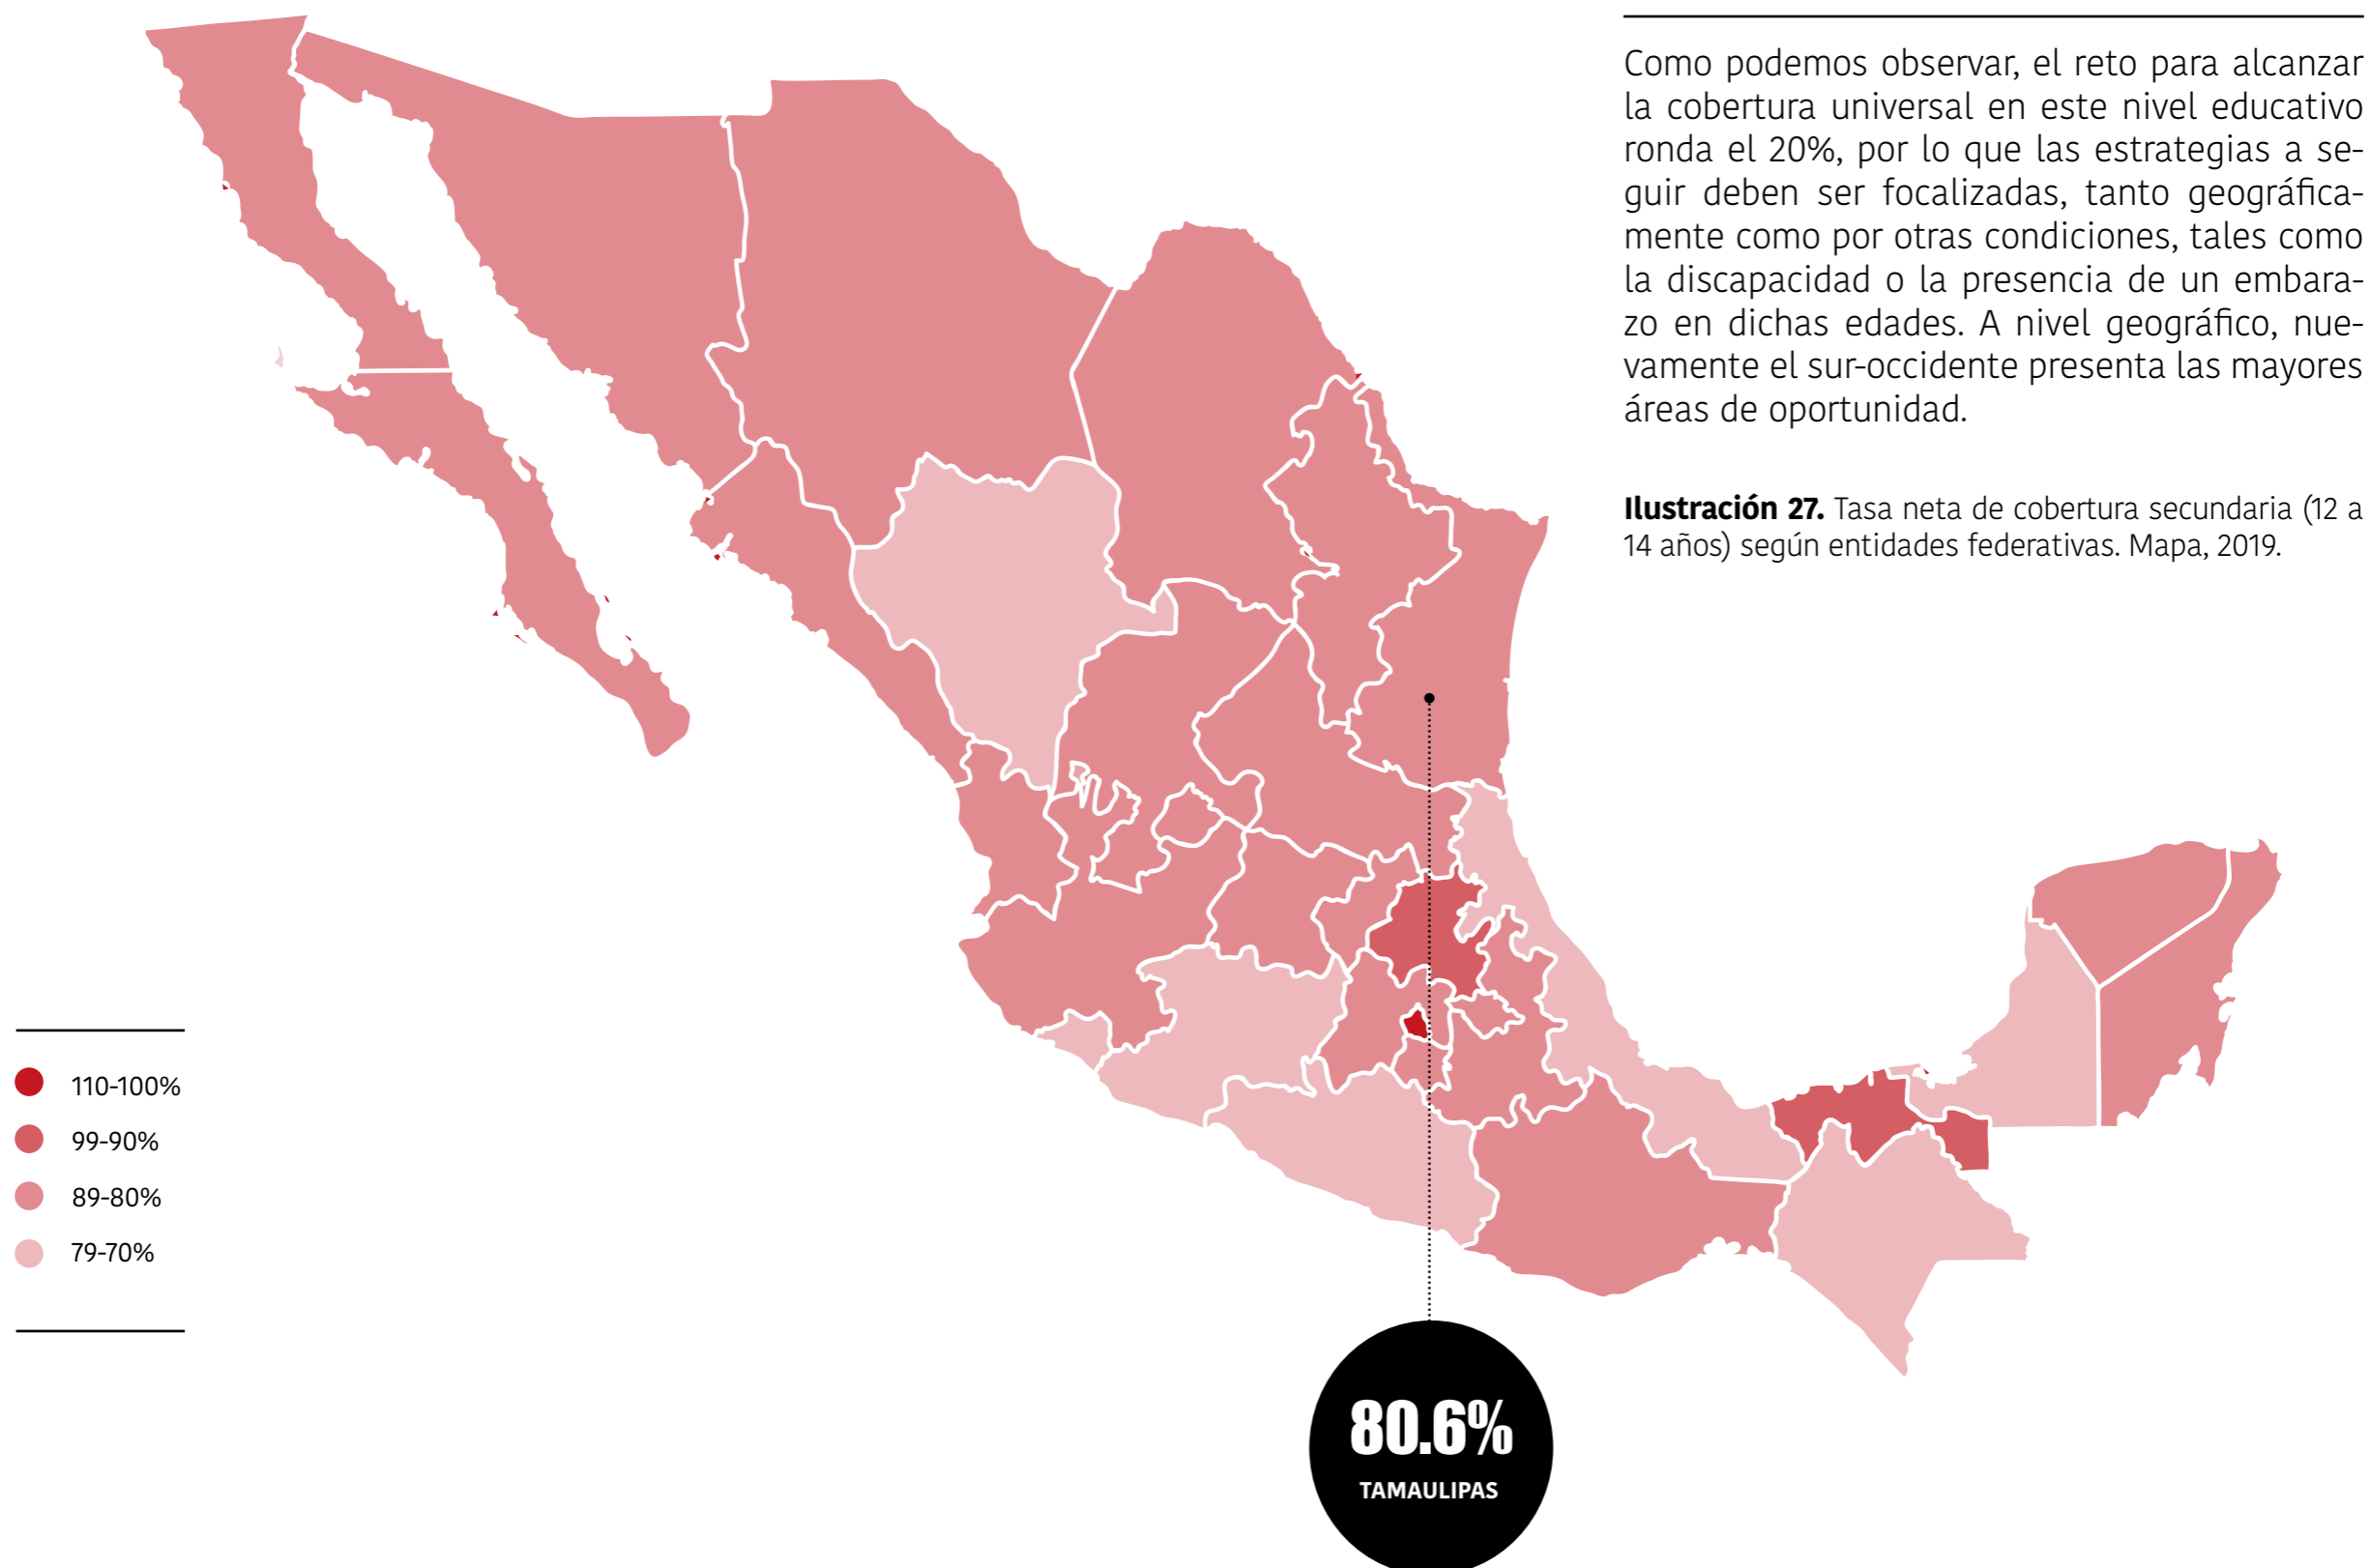 Como podemos observar, el reto para alcanzar
la cobertura universal en este nivel educativo
ronda el 20%, por lo que las estrategias a se-
guir deben ser focalizadas, tanto geográfica-
mente como por otras condiciones, tales como
la discapacidad o la presencia de un embara-
zo en dichas edades. A nivel geográfico, nue-
vamente el sur-occidente presenta las mayores
áreas de oportunidad.
Ilustración 27. Tasa neta de cobertura secundaria (12 a
14 años) según entidades federativas. Mapa, 2019.
110-100%
99-90%
89-80%
79-70%
80.6%
TAMAULIPAS